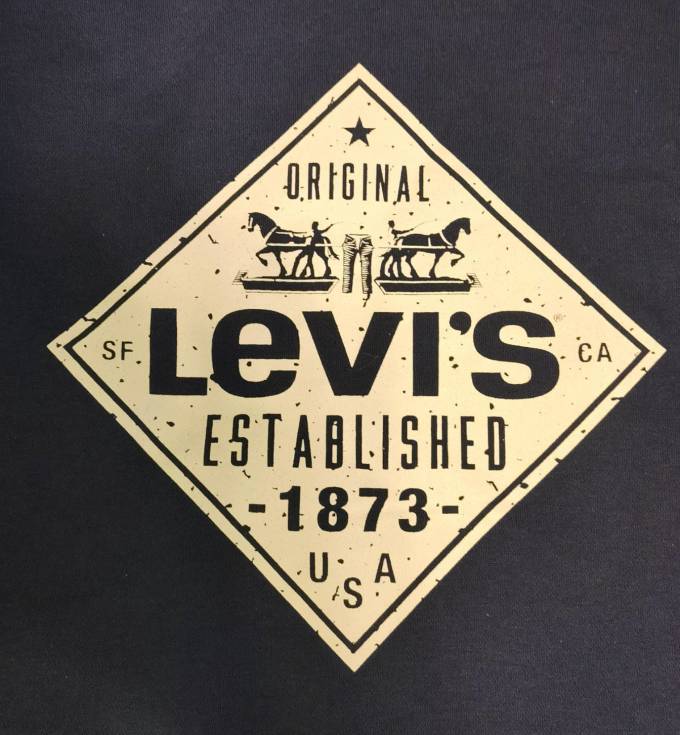 ORIGINAL
SF LEVI'S ® CA
ESTABLISHED
-1873-
USA